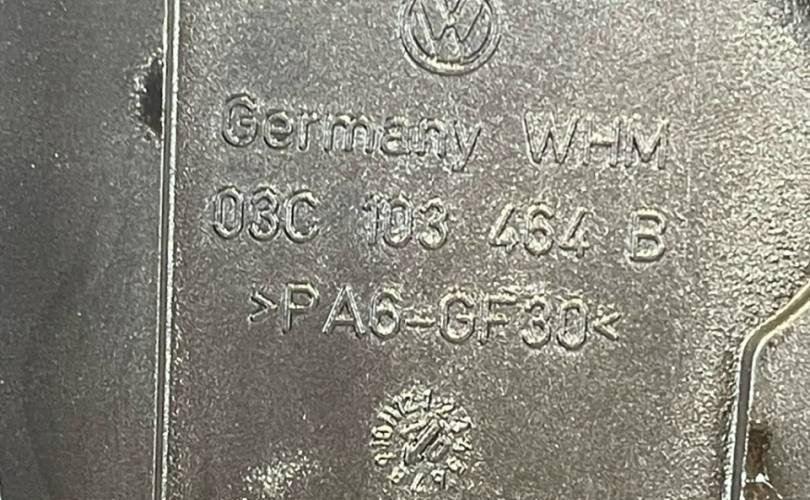 Germany WHM
03C 103 464 B
>PA6-GF30<